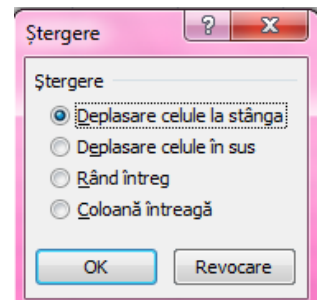 Ștergere
Ștergere
Deplasare celule la stânga
Deplasare celule în sus
Rând întreg
Coloană întreagă
OK Revocare